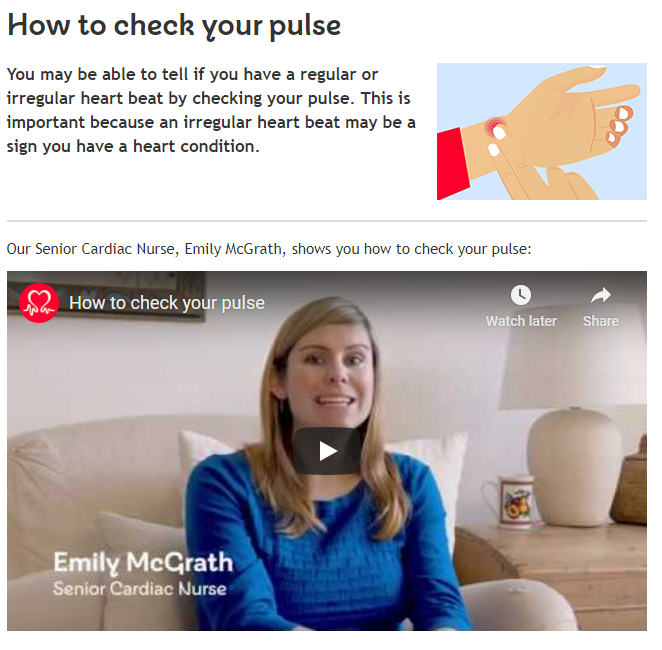 How to check your pulse
You may be able to tell if you have a regular or
irregular heart beat by checking your pulse. This is
important because an irregular heart beat may be a
sign you have a heart condition.
Our Senior Cardiac Nurse, Emily McGrath, shows you how to check your pulse:
How to check your pulse
Watch later
Share
Emily McGrath
Senior Cardiac Nurse